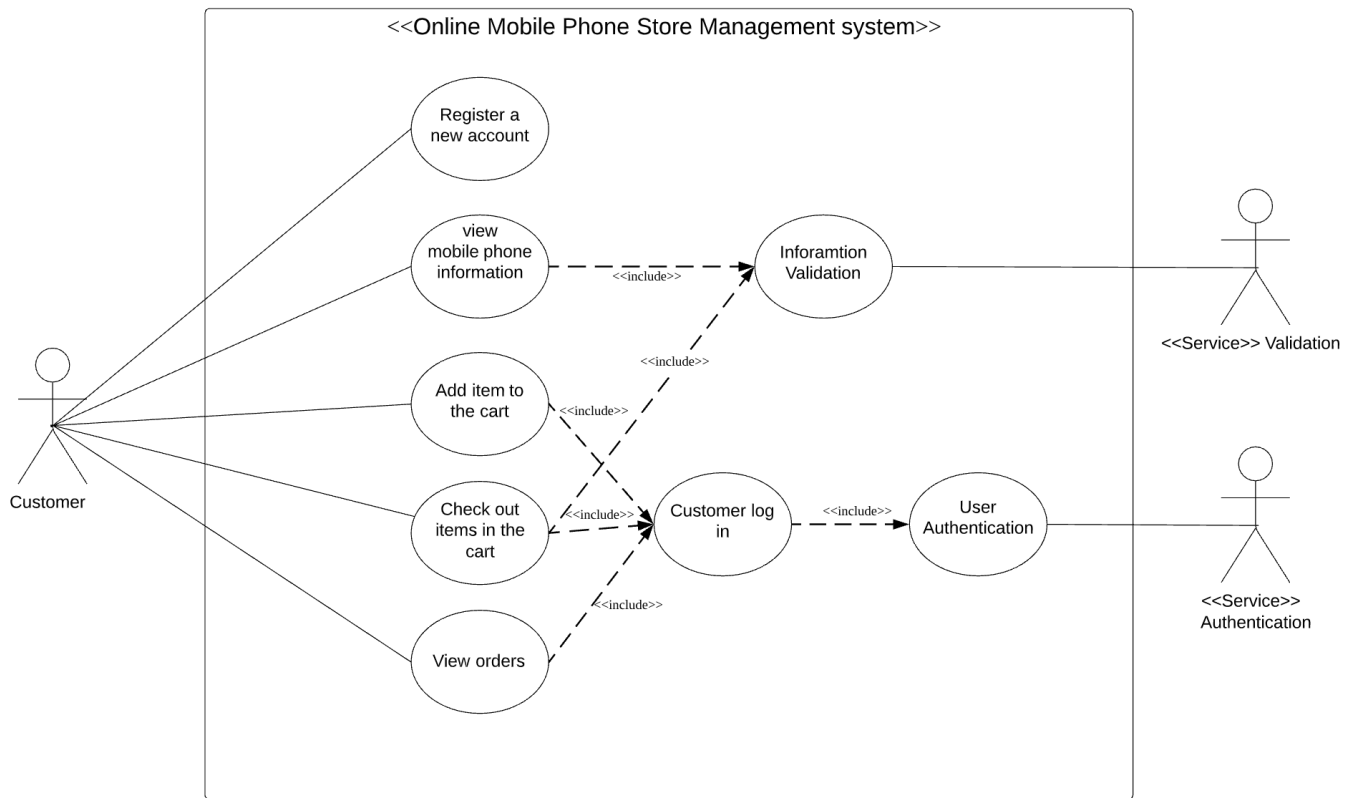 <<Online Mobile Phone Store Management system>>
Register a
new account
view
mobile phone
information
<<include>>
Inforamtion
Validation
<<Service>> Validation
<<include>>
Add item to
the cart
<<include>>
Customer
Check out
items in the
cart
<<include>>
Customer log
in
<<include>>
User
Authentication
<<Service>>
Authentication
<<include>>
View orders